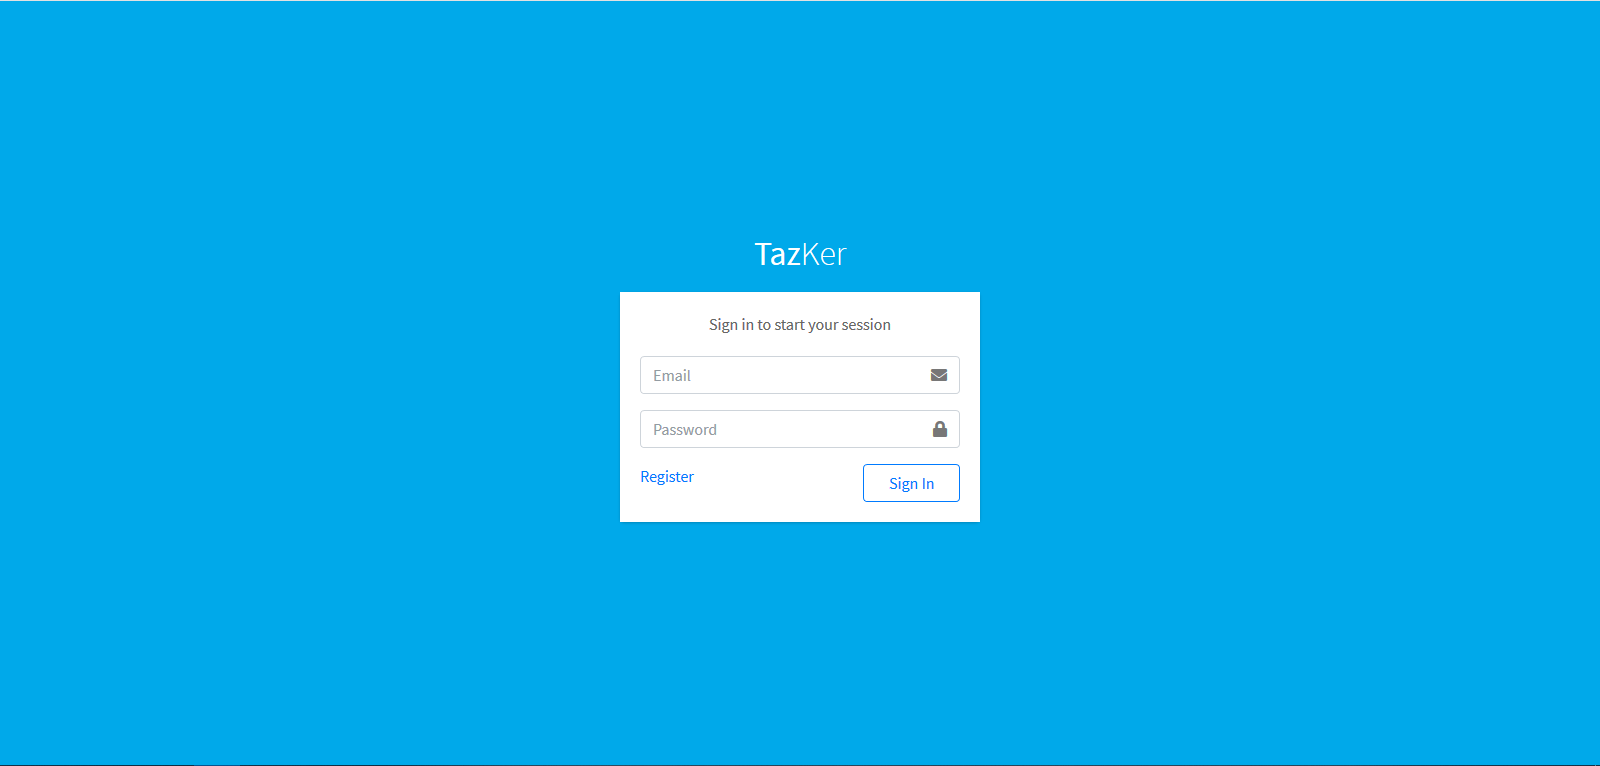 TazKer
Sign in to start your session
Email
Password
Register
Sign In